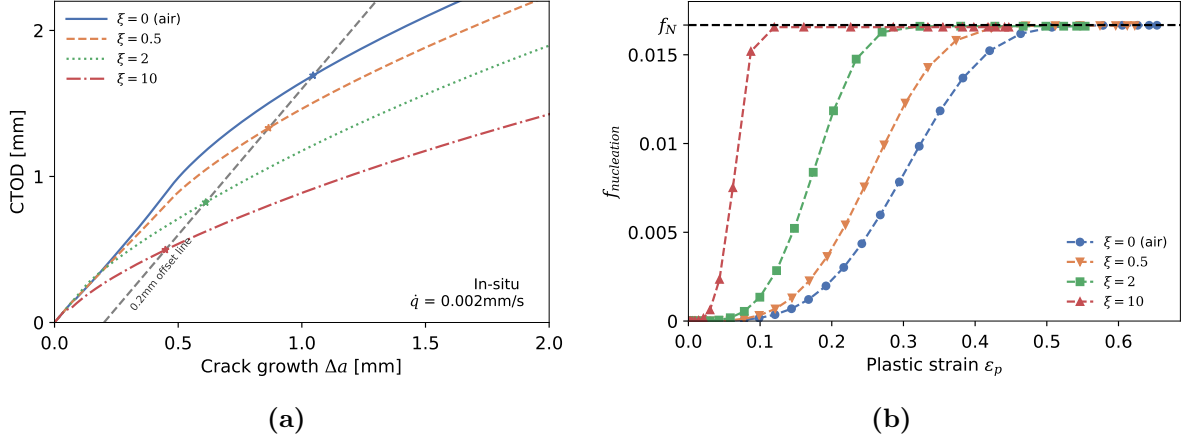 2
1
0
CTOD [mm]
ξ = 0 (air)
ξ = 0.5
ξ = 2
ξ = 10
0.2mm offset line
In-situ
q̇ = 0.002mm/s
0.0 0.5 1.0 1.5 2.0
Crack growth Δa [mm]
(a)
f_N
0.015
0.01
0.005
0
f_nucleation
ξ = 0 (air)
ξ = 0.5
ξ = 2
ξ = 10
0.0 0.1 0.2 0.3 0.4 0.5 0.6
Plastic strain ε_p
(b)